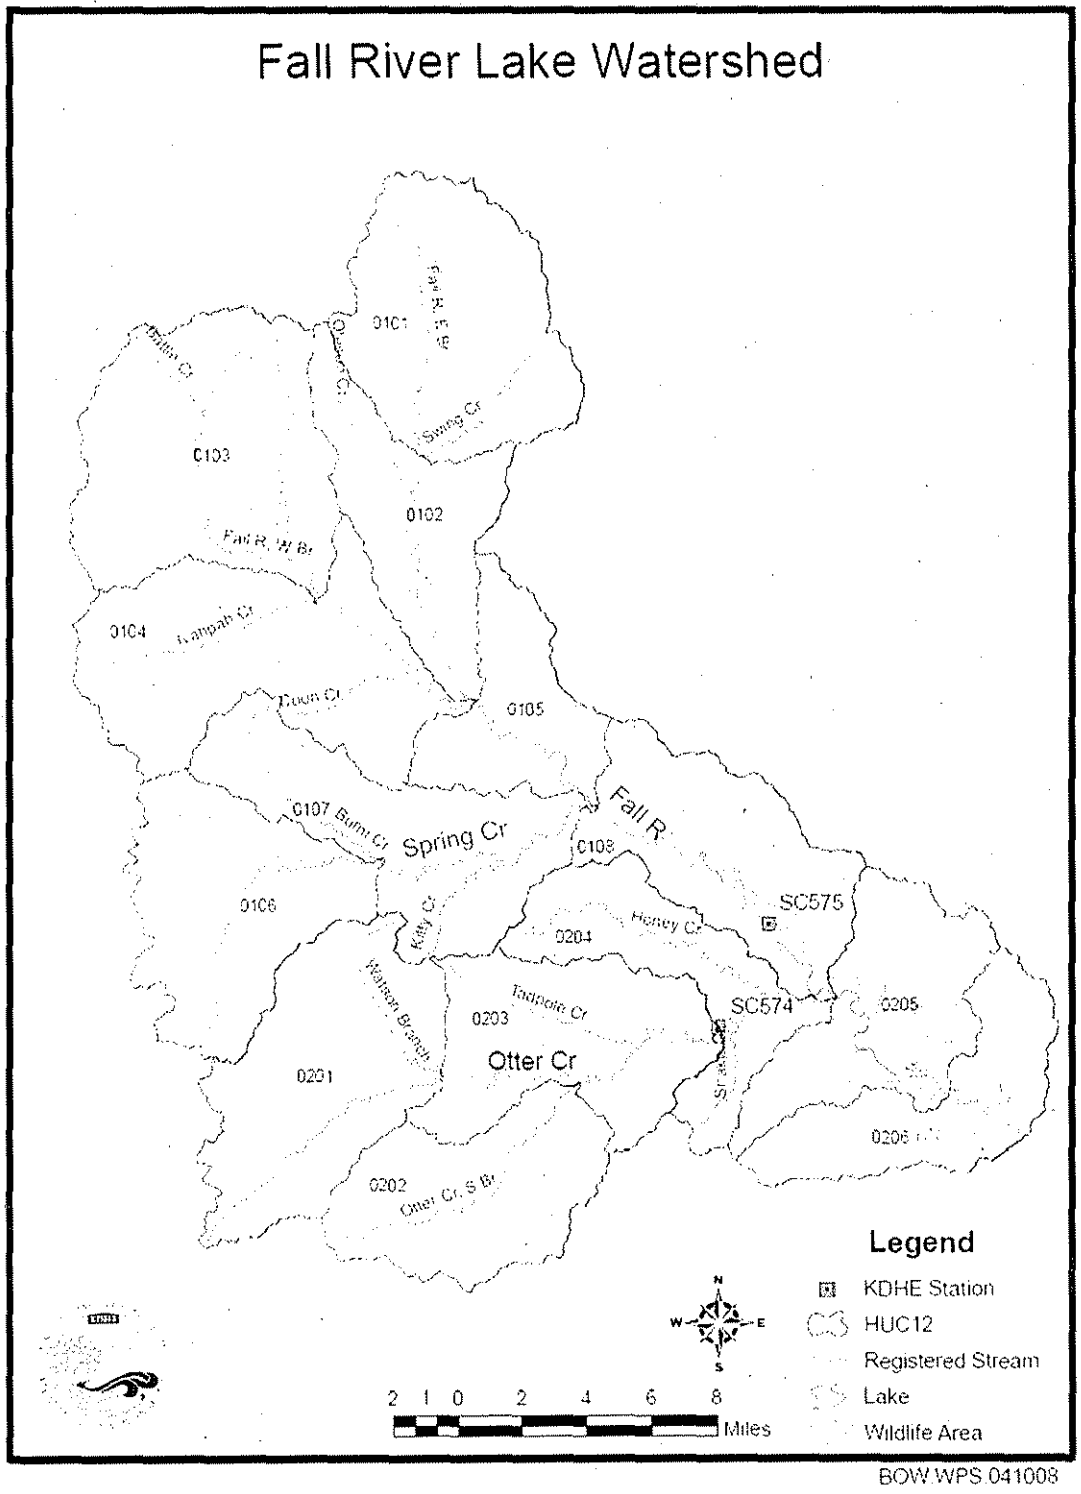 Fall River Lake Watershed
0101
Fall R, E Br
Swing Cr
0103
0102
Fall R, W Br
0104
Ivanpah Cr
Coon Cr
0105
0107
Burnt Cr
Spring Cr
Fall R
0108
SC575
0106
Kitty Cr
Honey Cr
0204
Watson Branch
Tadpole Cr
SC574
0203
0205
Otter Cr
0201
0206
0202
Otter Cr, S Br
Legend
KDHE Station
HUC12
Registered Stream
Lake
Wildlife Area
N
W E
S
2 1 0 2 4 6 8
Miles
BOW.WPS.041008